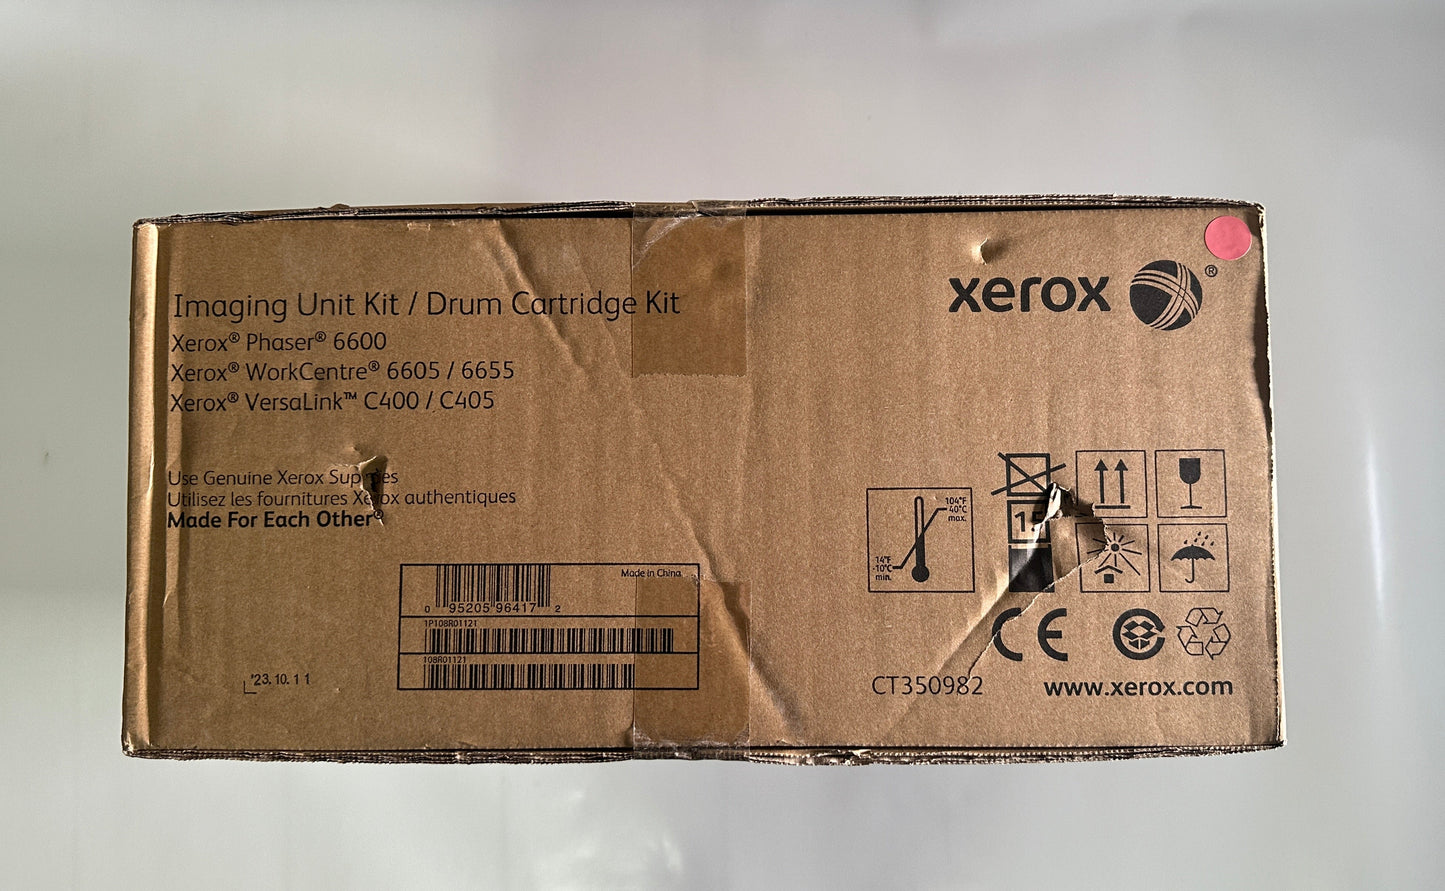 Imaging Unit Kit / Drum Cartridge Kit
Xerox® Phaser® 6600
Xerox® WorkCentre® 6605 / 6655
Xerox® VersaLink™ C400 / C405
Use Genuine Xerox Supplies
Utilisez les fournitures Xerox authentiques
Made For Each Other®
Made in China
0 95205 96417 2
1P108R01121
108R01121
'23.10.11
xerox ®
104°F
40°C
max.
14°F
-10°C
min.
15
CE
CT350982
www.xerox.com